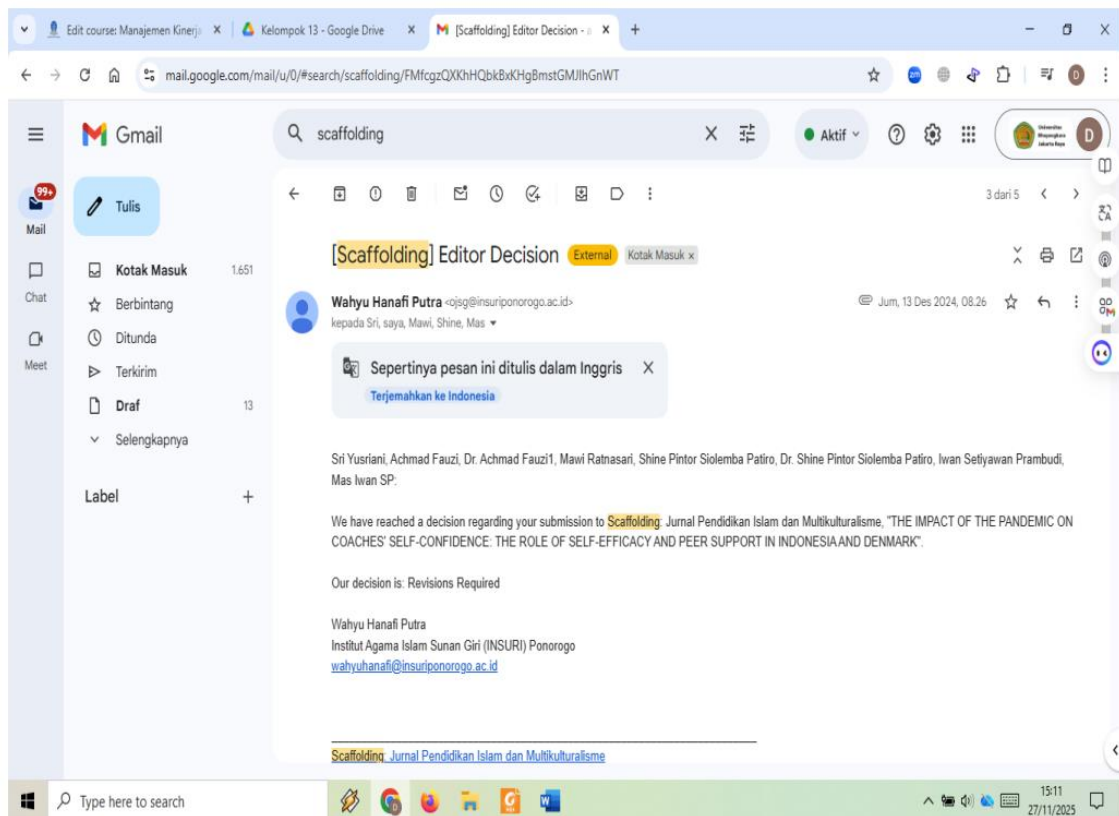 Edit course: Manajemen Kinerja
Kelompok 13 - Google Drive
[Scaffolding] Editor Decision - a
mail.google.com/mail/u/0/#search/scaffolding/FMfcgzQXKhHQbkBxKHgBmstGMJIhGnWT
D
Gmail
scaffolding
Aktif
Universitas
Bhayangkara
Jakarta Raya
D
99+
Mail
Chat
Meet
Tulis
Kotak Masuk 1.651
Berbintang
Ditunda
Terkirim
Draf 13
Selengkapnya
Label
3 dari 5
[Scaffolding] Editor Decision External Kotak Masuk x
Wahyu Hanafi Putra <ojsg@insuriponorogo.ac.id> Jum, 13 Des 2024, 08.26
kepada Sri, saya, Mawi, Shine, Mas
Sepertinya pesan ini ditulis dalam Inggris
Terjemahkan ke Indonesia
Sri Yusriani, Achmad Fauzi, Dr. Achmad Fauzi1, Mawi Ratnasari, Shine Pintor Siolemba Patiro, Dr. Shine Pintor Siolemba Patiro, Iwan Setiyawan Prambudi,
Mas Iwan SP:
We have reached a decision regarding your submission to Scaffolding: Jurnal Pendidikan Islam dan Multikulturalisme, "THE IMPACT OF THE PANDEMIC ON
COACHES' SELF-CONFIDENCE: THE ROLE OF SELF-EFFICACY AND PEER SUPPORT IN INDONESIA AND DENMARK".
Our decision is: Revisions Required
Wahyu Hanafi Putra
Institut Agama Islam Sunan Giri (INSURI) Ponorogo
wahyuhanafi@insuriponorogo.ac.id
Scaffolding: Jurnal Pendidikan Islam dan Multikulturalisme
Type here to search
15:11
27/11/2025